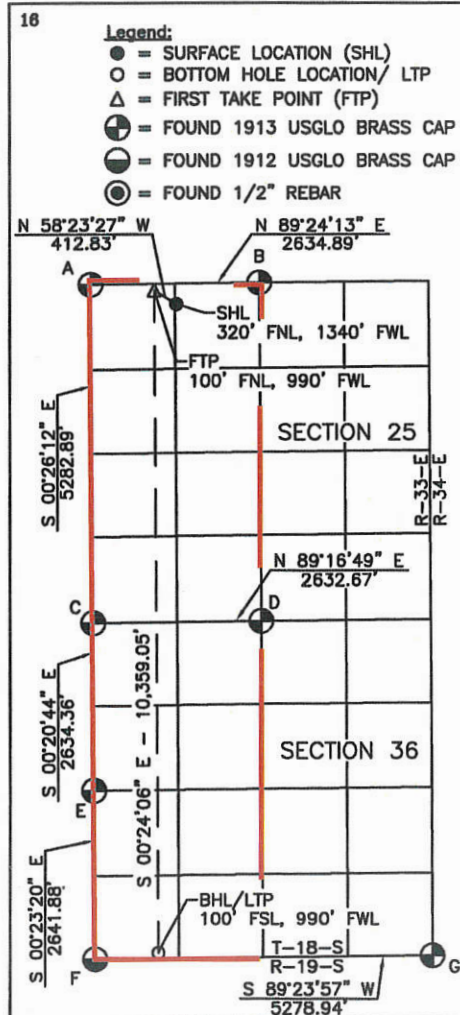 16
Legend:
● = SURFACE LOCATION (SHL)
○ = BOTTOM HOLE LOCATION/ LTP
△ = FIRST TAKE POINT (FTP)
= FOUND 1913 USGLO BRASS CAP
= FOUND 1912 USGLO BRASS CAP
= FOUND 1/2" REBAR
N 58°23'27" W
412.83'
N 89°24'13" E
2634.89'
A
B
SHL
320' FNL, 1340' FWL
FTP
100' FNL, 990' FWL
S 00°26'12" E
5282.89'
SECTION 25
R-33-E
R-34-E
N 89°16'49" E
2632.67'
C
D
S 00°20'44" E
2634.36'
S 00°24'06" E - 10,359.05'
SECTION 36
E
S 00°23'20" E
2641.88'
BHL/LTP
100' FSL, 990' FWL
T-18-S
R-19-S
F
G
S 89°23'57" W
5278.94'